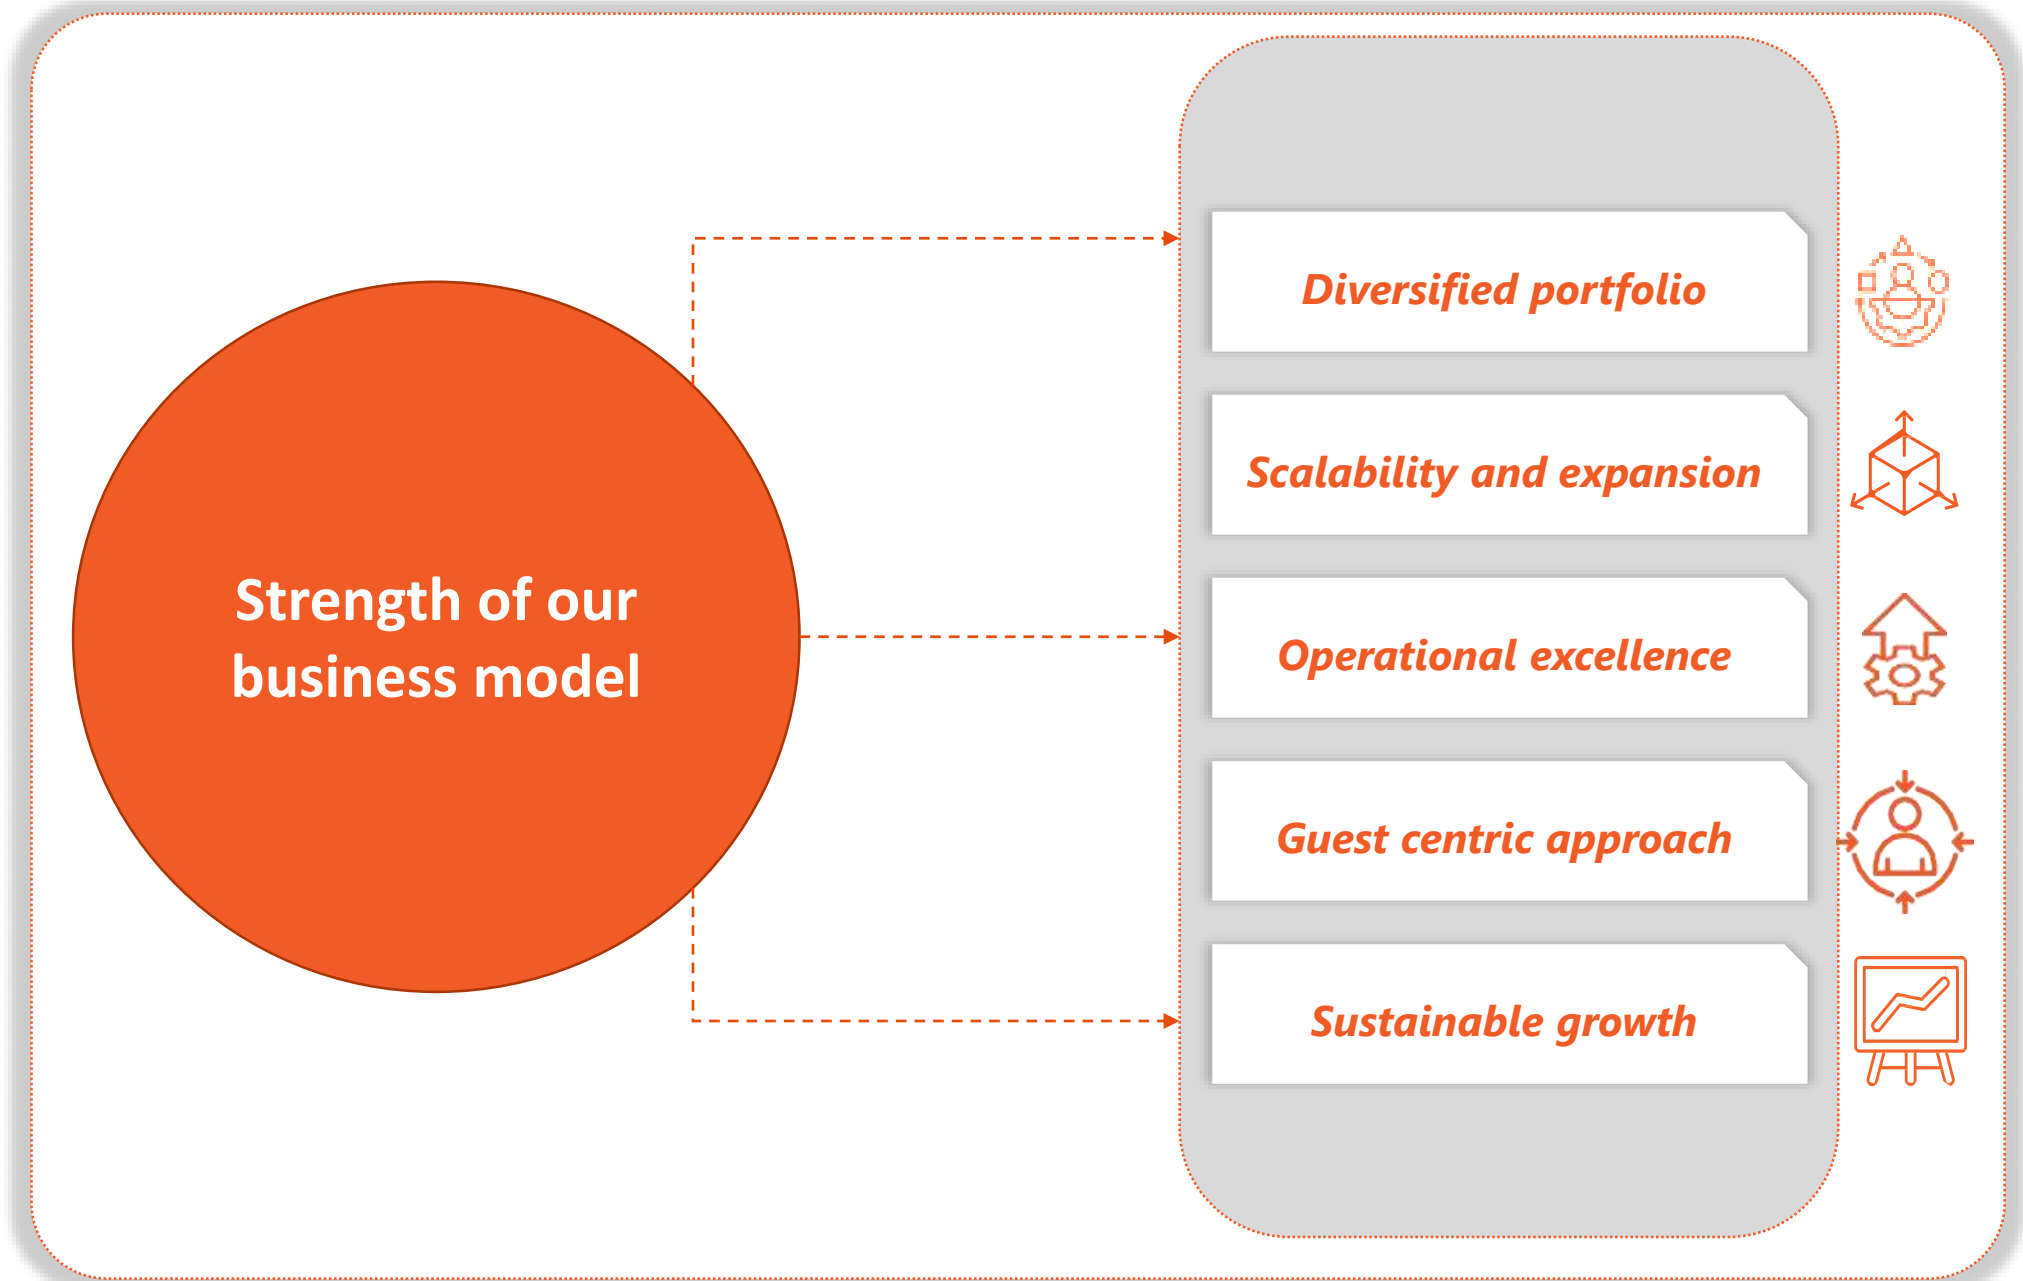 Strength of our
business model
Diversified portfolio
Scalability and expansion
Operational excellence
Guest centric approach
Sustainable growth